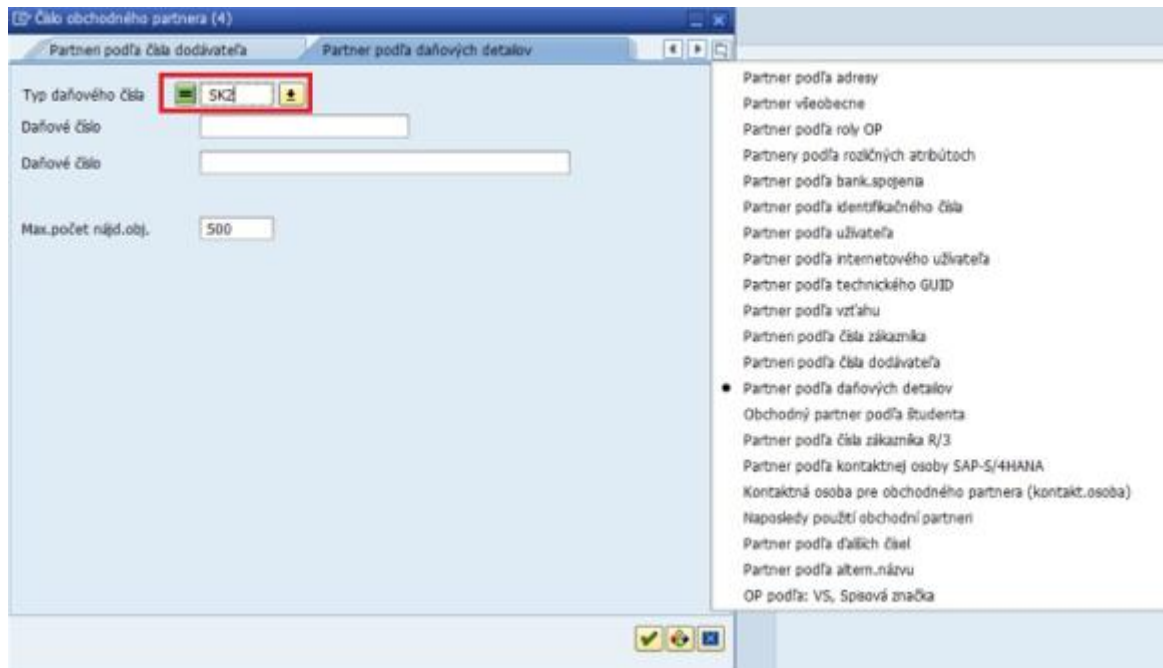 Číslo obchodného partnera (4)
Partneri podľa čísla dodávateľa
Partner podľa daňových detailov
Typ daňového čísla
SK2
Daňové číslo
Daňové číslo
Max.počet nájd.obj.
500
Partner podľa adresy
Partner všeobecne
Partner podľa roly OP
Partnery podľa rozličných atribútoch
Partner podľa bank.spojenia
Partner podľa identifikačného čísla
Partner podľa užívateľa
Partner podľa internetového užívateľa
Partner podľa technického GUID
Partner podľa vzťahu
Partneri podľa čísla zákazníka
Partneri podľa čísla dodávateľa
Partner podľa daňových detailov
Obchodný partner podľa študenta
Partner podľa čísla zákazníka R/3
Partner podľa kontaktnej osoby SAP-S/4HANA
Kontaktná osoba pre obchodného partnera (kontakt.osoba)
Naposledy použití obchodní partneri
Partner podľa ďalších čísel
Partner podľa altern.názvu
OP podľa: VS, Spisová značka